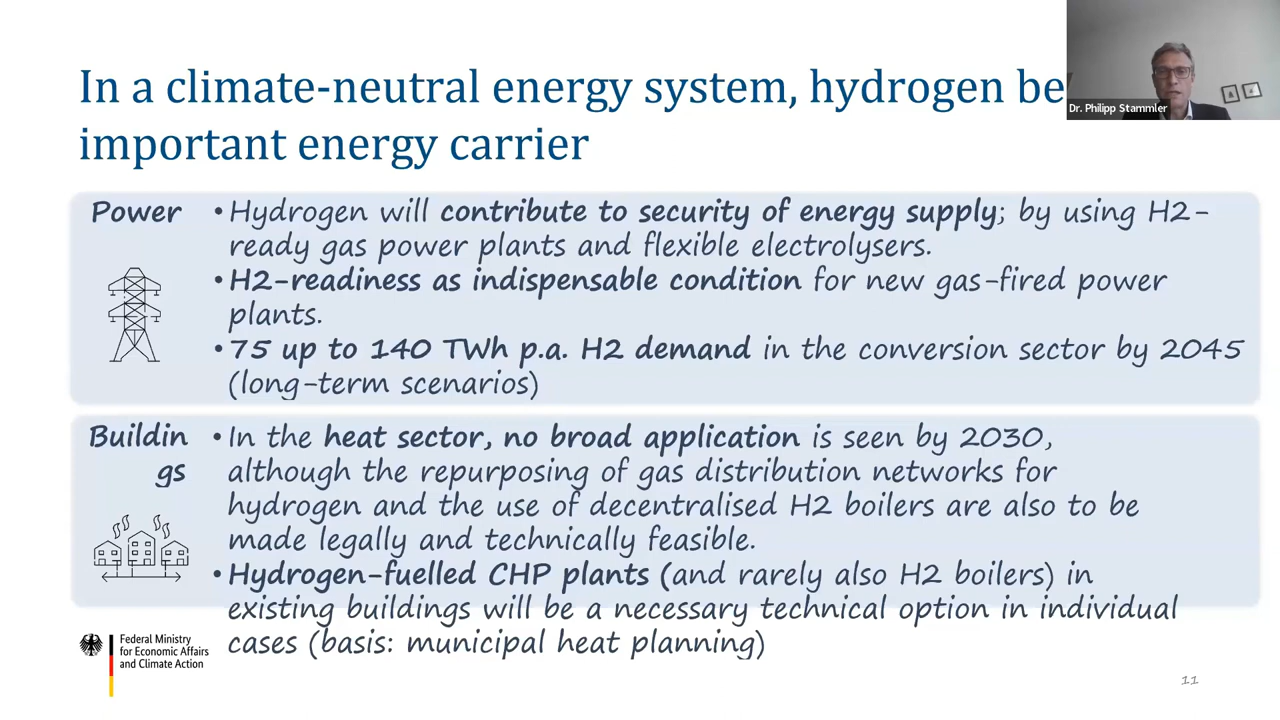 In a climate-neutral energy system, hydrogen be
important energy carrier
Dr. Philipp Stammler
Power
• Hydrogen will contribute to security of energy supply; by using H2-
ready gas power plants and flexible electrolysers.
• H2-readiness as indispensable condition for new gas-fired power
plants.
• 75 up to 140 TWh p.a. H2 demand in the conversion sector by 2045
(long-term scenarios)
Buildin
gs
• In the heat sector, no broad application is seen by 2030,
although the repurposing of gas distribution networks for
hydrogen and the use of decentralised H2 boilers are also to be
made legally and technically feasible.
• Hydrogen-fuelled CHP plants (and rarely also H2 boilers) in
existing buildings will be a necessary technical option in individual
cases (basis: municipal heat planning)
Federal Ministry
for Economic Affairs
and Climate Action
11